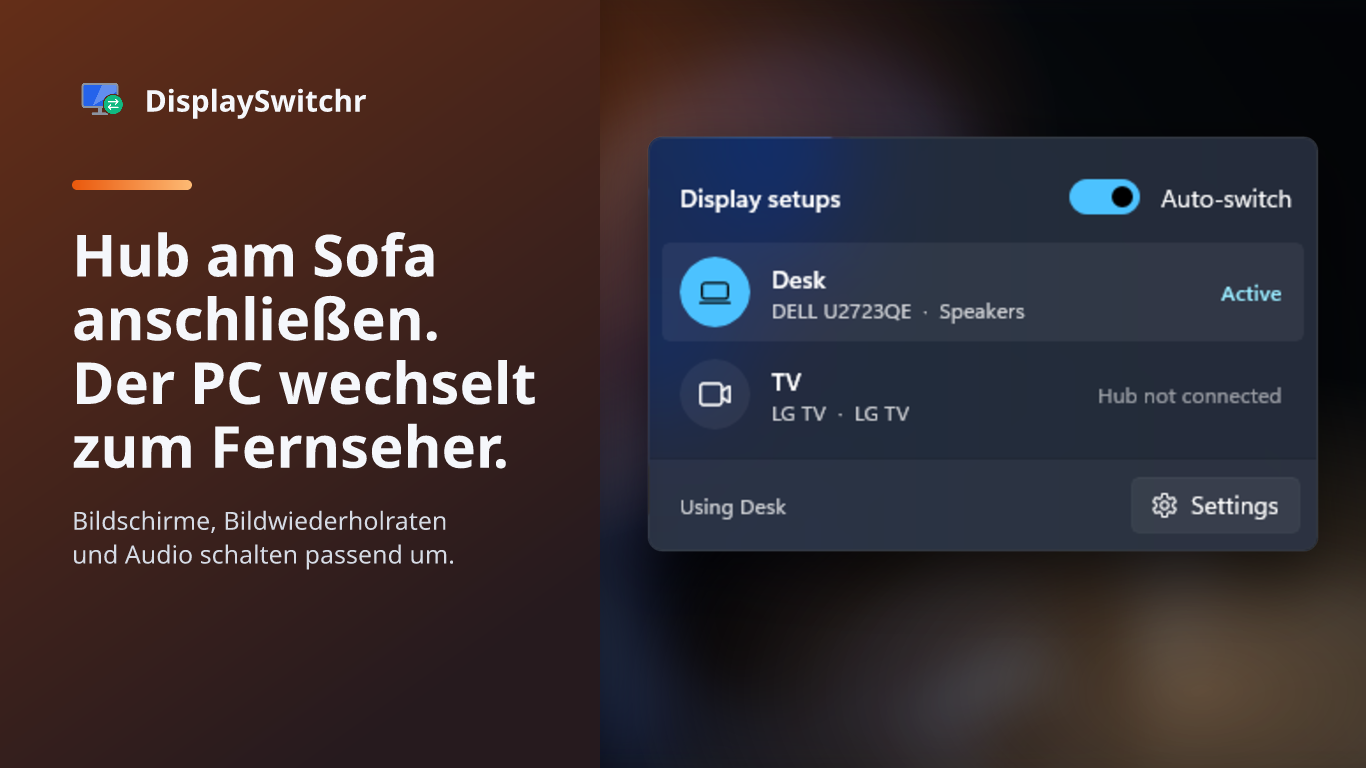 DisplaySwitchr
Hub am Sofa
anschließen.
Der PC wechselt
zum Fernseher.
Bildschirme, Bildwiederholraten
und Audio schalten passend um.
Display setups
Auto-switch
Desk
DELL U2723QE · Speakers
Active
TV
LG TV · LG TV
Hub not connected
Using Desk
Settings